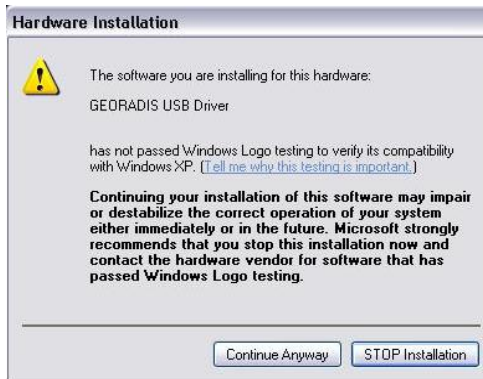 Hardware Installation
The software you are installing for this hardware:
GEORADIS USB Driver
has not passed Windows Logo testing to verify its compatibility
with Windows XP. (Tell me why this testing is important.)
Continuing your installation of this software may impair
or destabilize the correct operation of your system
either immediately or in the future. Microsoft strongly
recommends that you stop this installation now and
contact the hardware vendor for software that has
passed Windows Logo testing.
Continue Anyway
STOP Installation